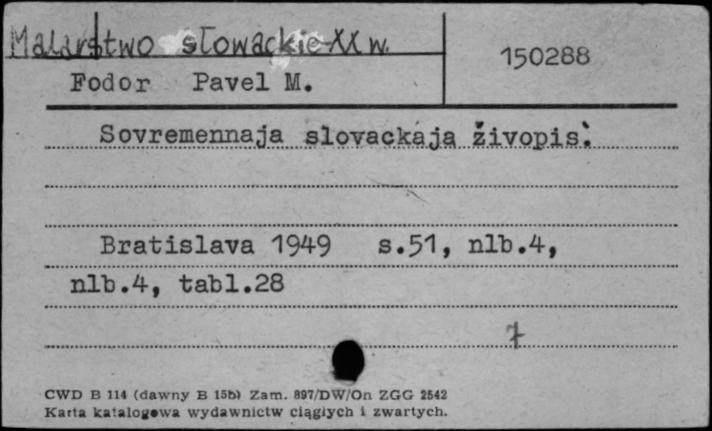 Malarstwo słowackie XX w.
150288
Fodor Pavel M.
Sovremennaja slovackaja živopis'.
Bratislava 1949 s.51, nlb.4,
nlb.4, tabl.28
7
CWD B 114 (dawny B 15b) Zam. 897/DW/On ZGG 2542
Karta katalogowa wydawnictw ciągłych i zwartych.